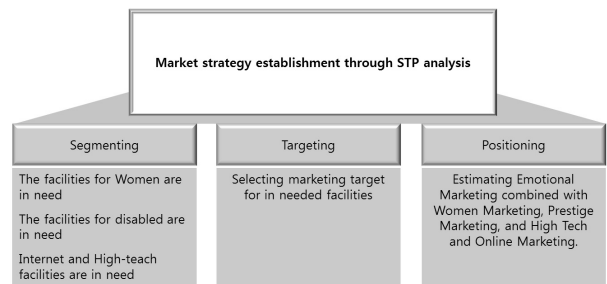 Market strategy establishment through STP analysis
Segmenting
The facilities for Women are
in need
The facilities for disabled are
in need
Internet and High-teach
facilities are in need
Targeting
Selecting marketing target
for in needed facilities
Positioning
Estimating Emotional
Marketing combined with
Women Marketing, Prestige
Marketing, and High Tech
and Online Marketing.